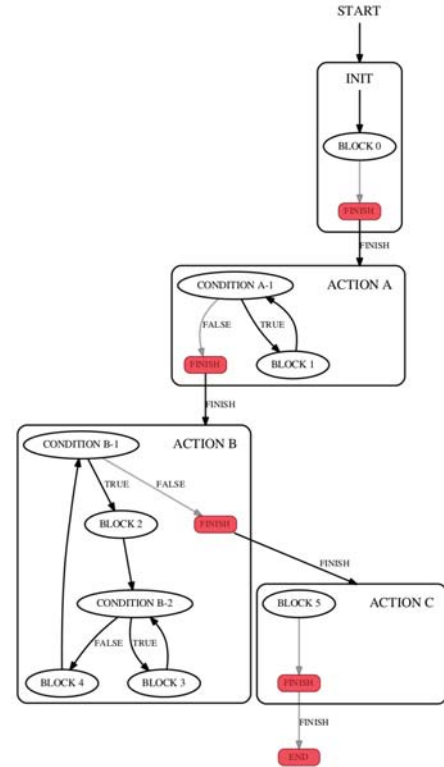 START
INIT
BLOCK 0
FINISH
FINISH
CONDITION A-1
ACTION A
FALSE
TRUE
FINISH
BLOCK 1
FINISH
CONDITION B-1
ACTION B
TRUE
FALSE
BLOCK 2
FINISH
FINISH
CONDITION B-2
BLOCK 5
ACTION C
FALSE
TRUE
BLOCK 4
BLOCK 3
FINISH
FINISH
END